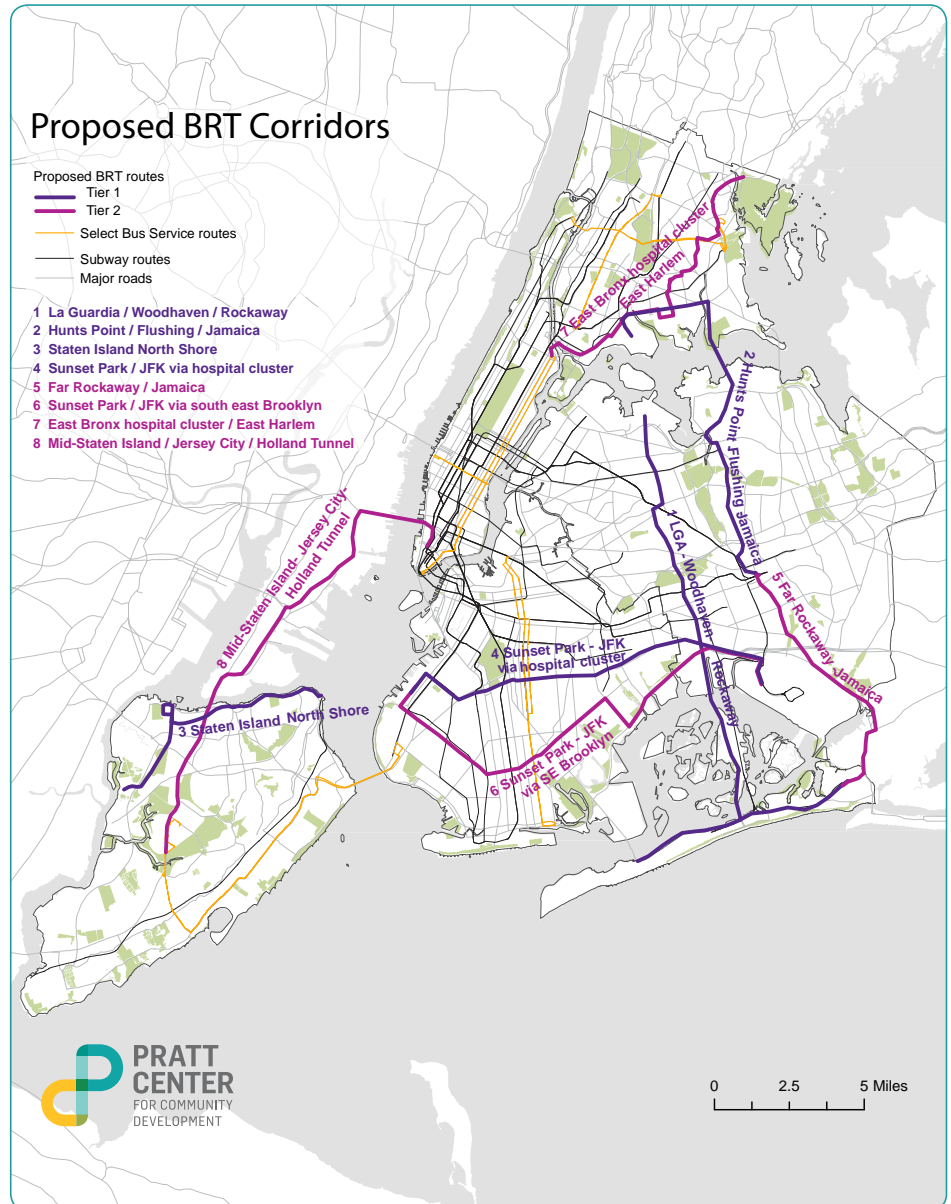 Proposed BRT Corridors
Proposed BRT routes
Tier 1
Tier 2
Select Bus Service routes
Subway routes
Major roads
1 La Guardia / Woodhaven / Rockaway
2 Hunts Point / Flushing / Jamaica
3 Staten Island North Shore
4 Sunset Park / JFK via hospital cluster
5 Far Rockaway / Jamaica
6 Sunset Park / JFK via south east Brooklyn
7 East Bronx hospital cluster / East Harlem
8 Mid-Staten Island / Jersey City / Holland Tunnel
7 East Bronx hospital cluster
East Harlem
2 Hunts Point Flushing Jamaica
1 LGA - Woodhaven
Rockaway
8 Mid-Staten Island- Jersey City-
Holland Tunnel
5 Far Rockaway Jamaica
4 Sunset Park - JFK
via hospital cluster
3 Staten Island North Shore
6 Sunset Park - JFK
via SE Brooklyn
PRATT
CENTER
FOR COMMUNITY
DEVELOPMENT
0 2.5 5 Miles